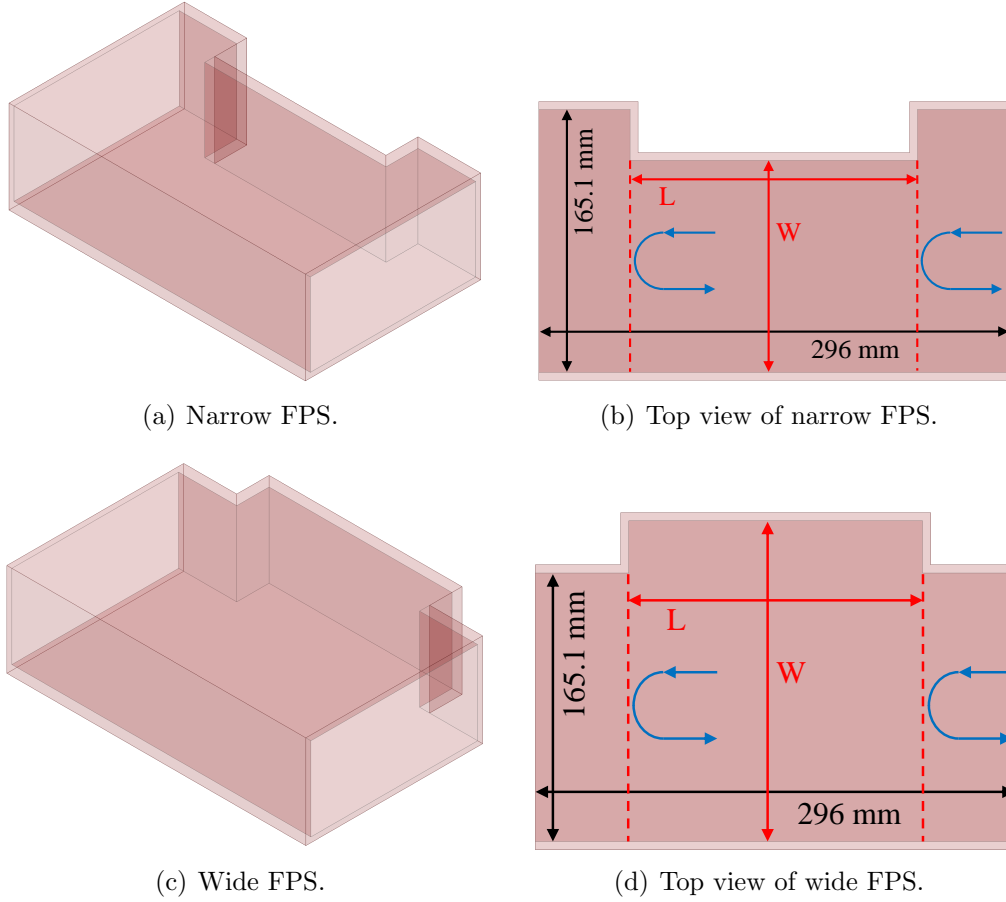 165.1 mm
L
W
296 mm
(a) Narrow FPS.
(b) Top view of narrow FPS.
165.1 mm
L
W
296 mm
(c) Wide FPS.
(d) Top view of wide FPS.